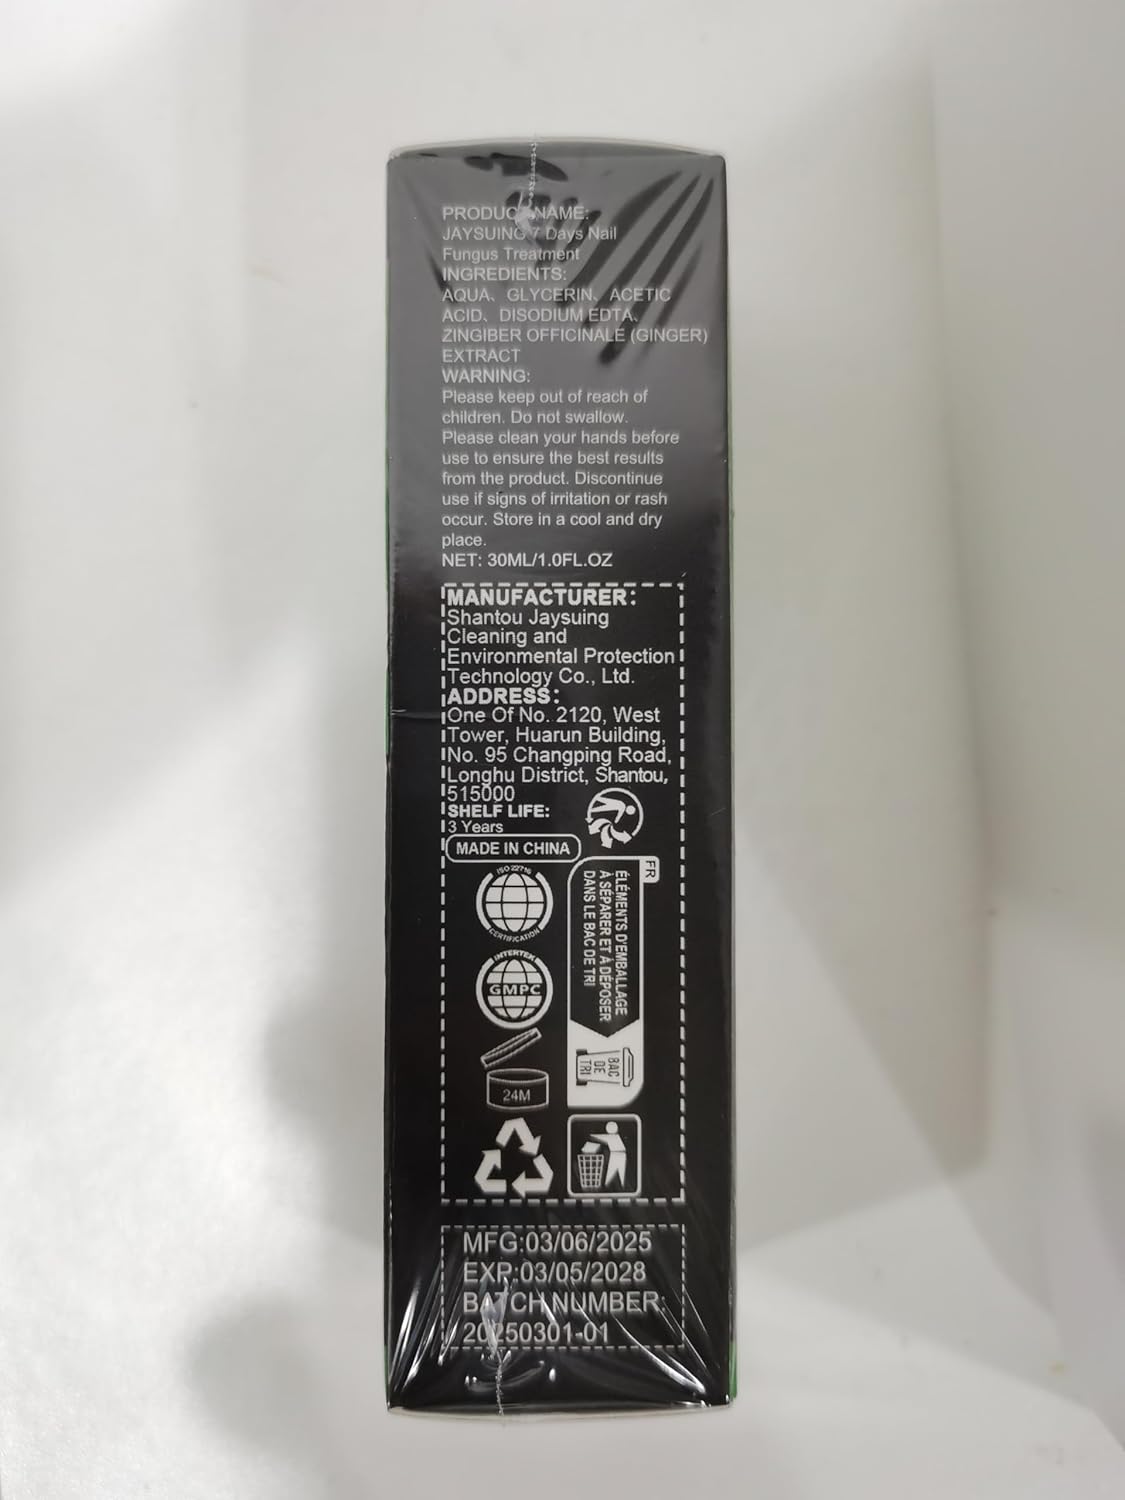 PRODUCT NAME:
JAYSUING 7 Days Nail
Fungus Treatment
INGREDIENTS:
AQUA、GLYCERIN、ACETIC
ACID、DISODIUM EDTA、
ZINGIBER OFFICINALE (GINGER)
EXTRACT
WARNING:
Please keep out of reach of
children. Do not swallow.
Please clean your hands before
use to ensure the best results
from the product. Discontinue
use if signs of irritation or rash
occur. Store in a cool and dry
place.
NET: 30ML/1.0FL.OZ
MANUFACTURER:
Shantou Jaysuing
Cleaning and
Environmental Protection
Technology Co., Ltd.
ADDRESS:
One Of No. 2120, West
Tower, Huarun Building,
No. 95 Changping Road,
Longhu District, Shantou,
515000
SHELF LIFE:
3 Years
MADE IN CHINA
ISO 22716
CERTIFICATION
INTERTEK
GMPC
24M
FR
ÉLÉMENTS D'EMBALLAGE
À SÉPARER ET À DÉPOSER
DANS LE BAC DE TRI
BAC
DE
TRI
MFG:03/06/2025
EXP:03/05/2028
BATCH NUMBER:
20250301-01